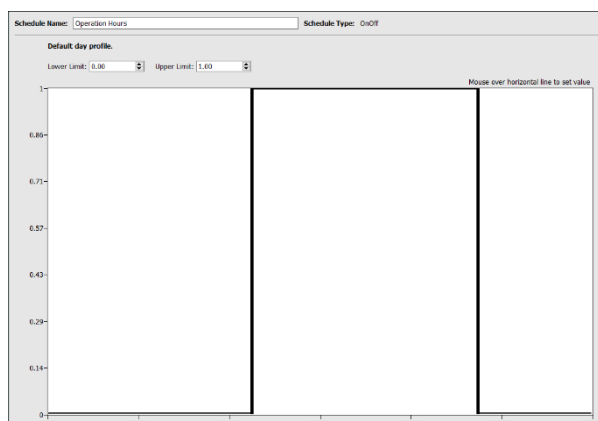 Schedule Name: Operation Hours Schedule Type: OnOff
Default day profile.
Lower Limit: 0.00 Upper Limit: 1.00
Mouse over horizontal line to set value
1
0.86
0.71
0.57
0.43
0.29
0.14
0